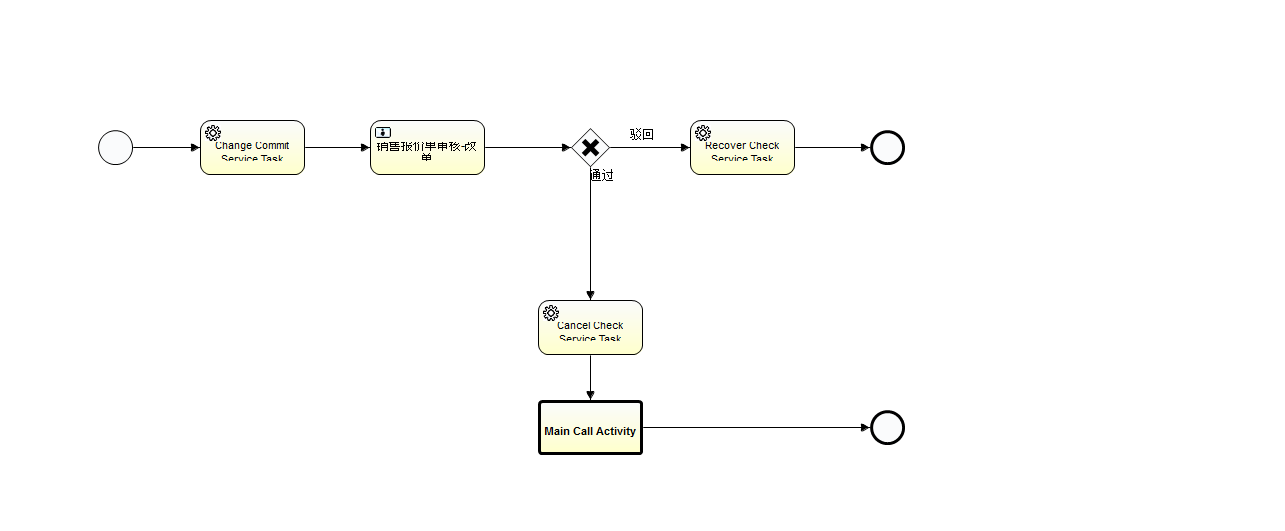 Change Commit
Service Task
销售报价单审核-改
单
驳回
Recover Check
Service Task
通过
Cancel Check
Service Task
Main Call Activity